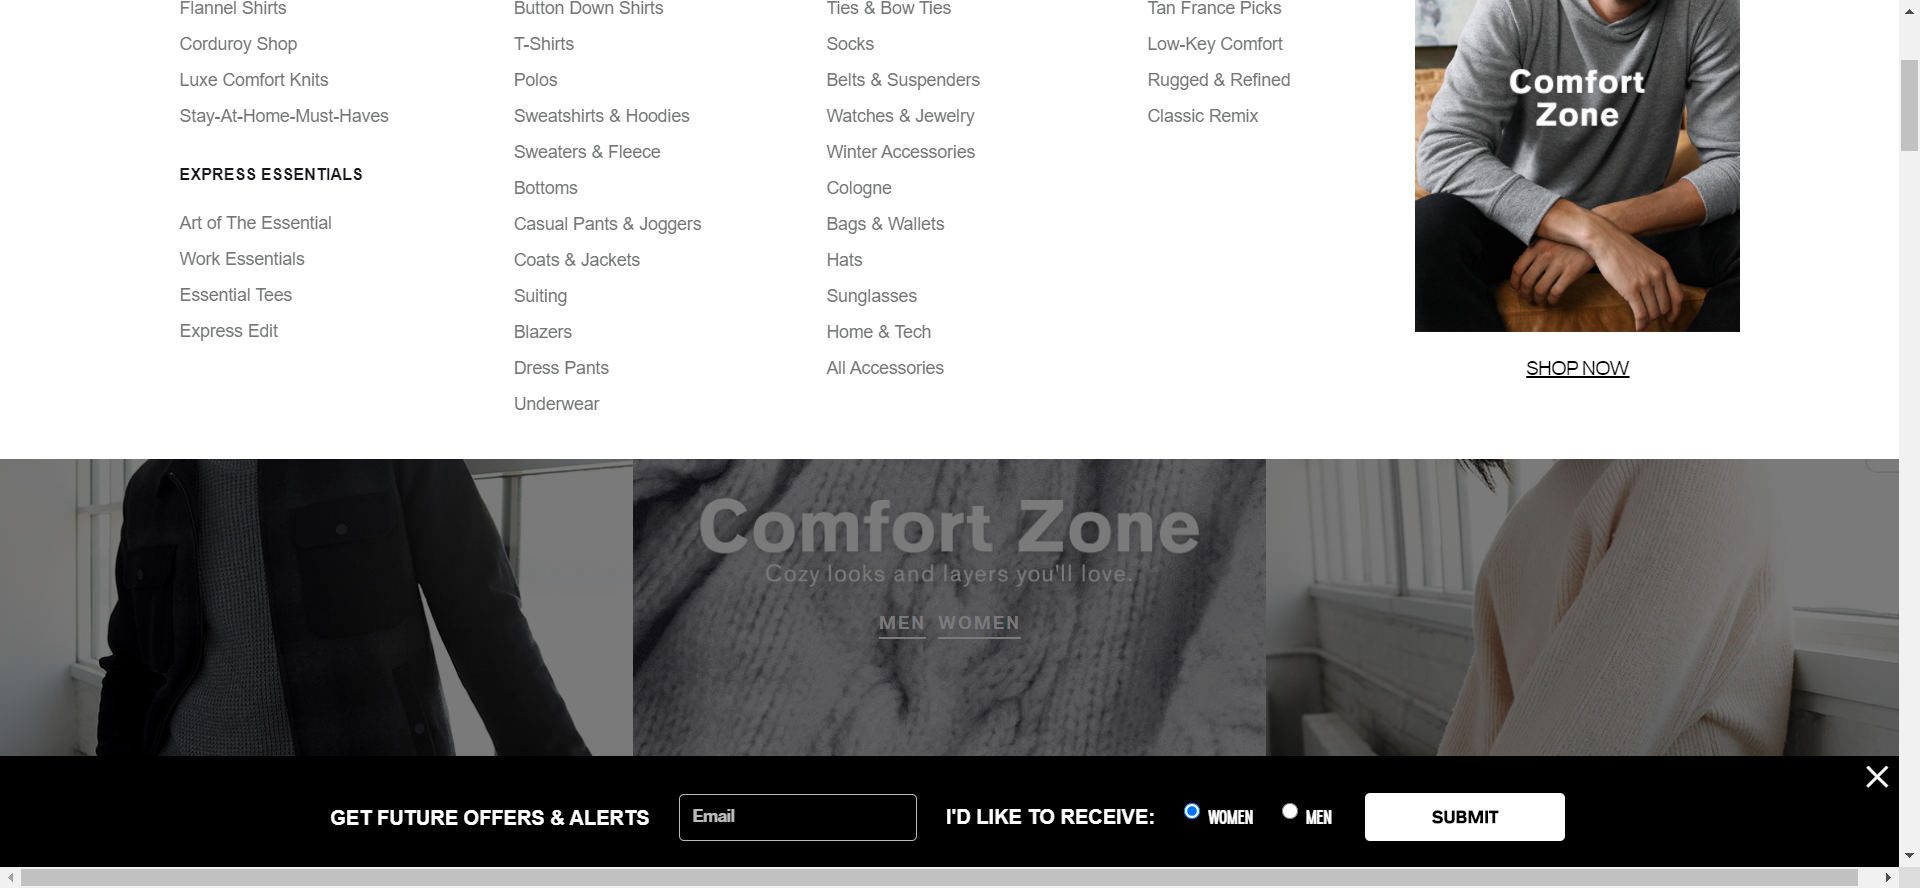 Flannel Shirts
Corduroy Shop
Luxe Comfort Knits
Stay-At-Home-Must-Haves
EXPRESS ESSENTIALS
Art of The Essential
Work Essentials
Essential Tees
Express Edit
Button Down Shirts
T-Shirts
Polos
Sweatshirts & Hoodies
Sweaters & Fleece
Bottoms
Casual Pants & Joggers
Coats & Jackets
Suiting
Blazers
Dress Pants
Underwear
Ties & Bow Ties
Socks
Belts & Suspenders
Watches & Jewelry
Winter Accessories
Cologne
Bags & Wallets
Hats
Sunglasses
Home & Tech
All Accessories
Tan France Picks
Low-Key Comfort
Rugged & Refined
Classic Remix
Comfort
Zone
SHOP NOW
Comfort Zone
Cozy looks and layers you'll love.
MEN WOMEN
GET FUTURE OFFERS & ALERTS Email I'D LIKE TO RECEIVE: WOMEN MEN SUBMIT